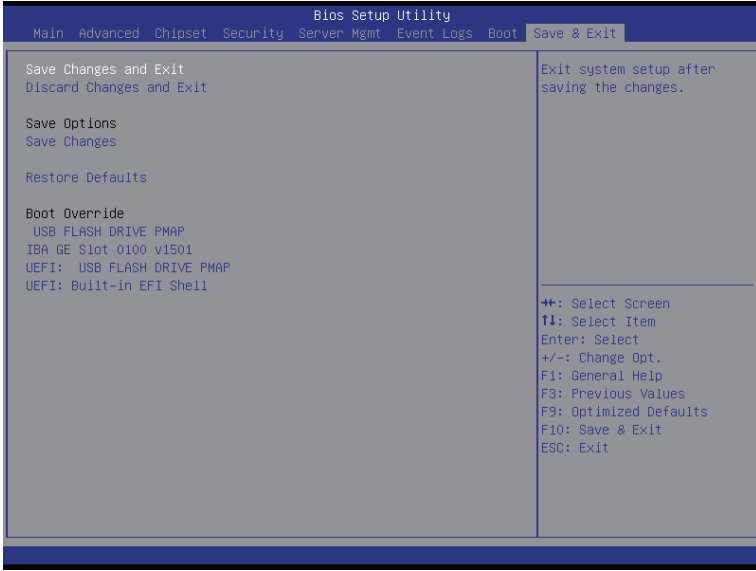 Bios Setup Utility
Main Advanced Chipset Security Server Mgmt Event Logs Boot Save & Exit
Save Changes and Exit
Discard Changes and Exit
Save Options
Save Changes
Restore Defaults
Boot Override
USB FLASH DRIVE PMAP
IBA GE Slot 0100 v1501
UEFI: USB FLASH DRIVE PMAP
UEFI: Built-in EFI Shell
Exit system setup after
saving the changes.
→←: Select Screen
↑↓: Select Item
Enter: Select
+/-: Change Opt.
F1: General Help
F3: Previous Values
F9: Optimized Defaults
F10: Save & Exit
ESC: Exit